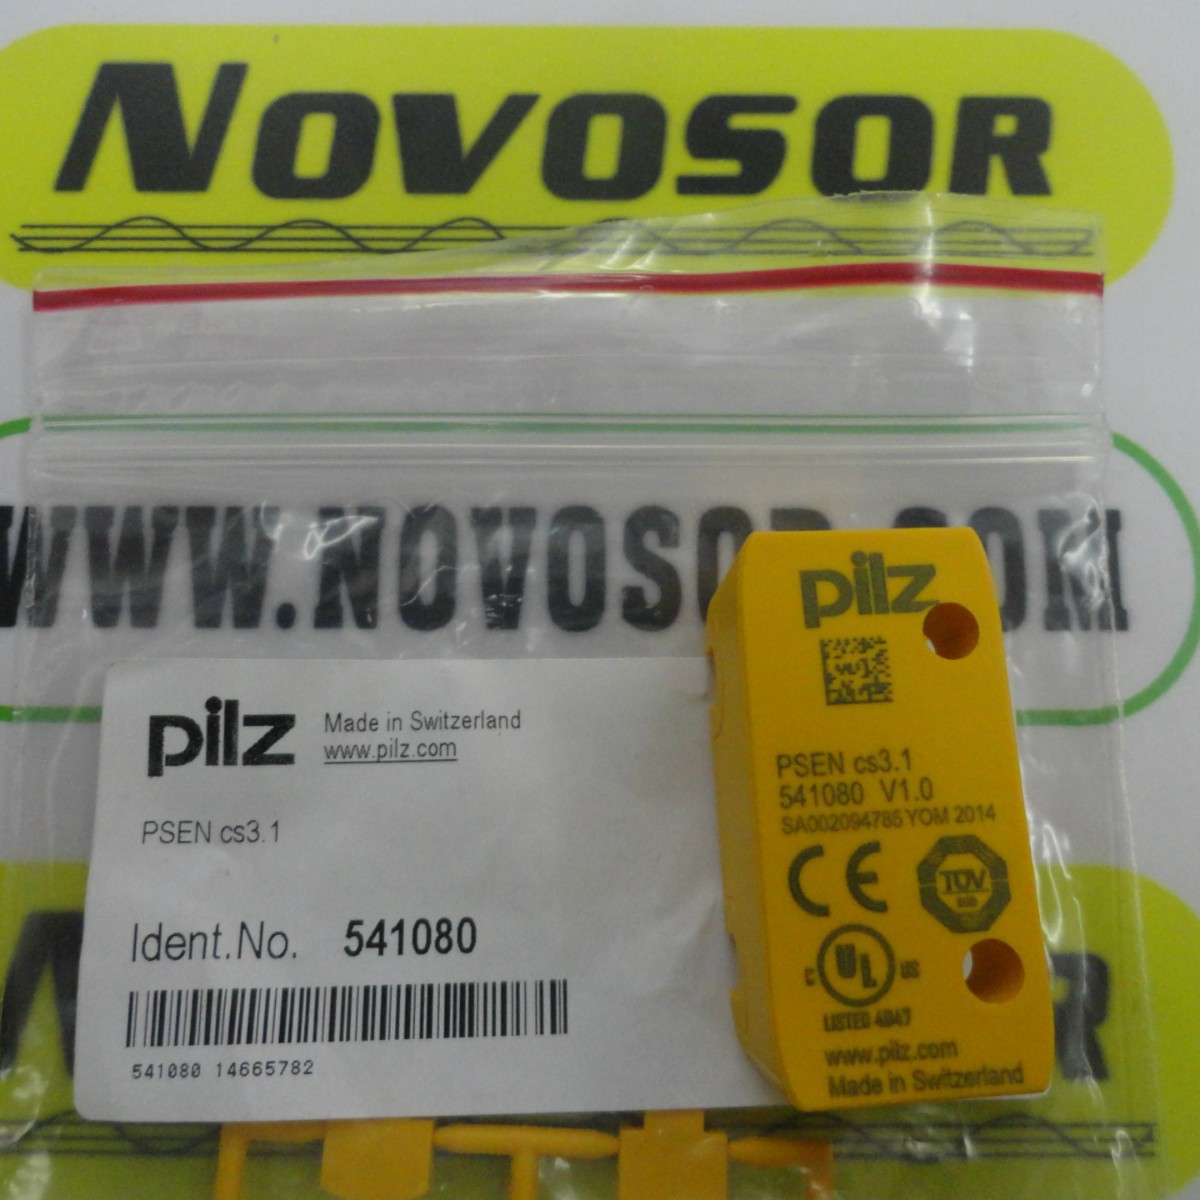 NOVOSOR
WWW.NOVOSOR.COM
pilz
Made in Switzerland
www.pilz.com
PSEN cs3.1
Ident.No. 541080
541080 14665782
pilz
PSEN cs3.1
541080 V1.0
SA002094785 YOM 2014
CE
TÜV
C UL US
LISTED 4B47
www.pilz.com
Made in Switzerland